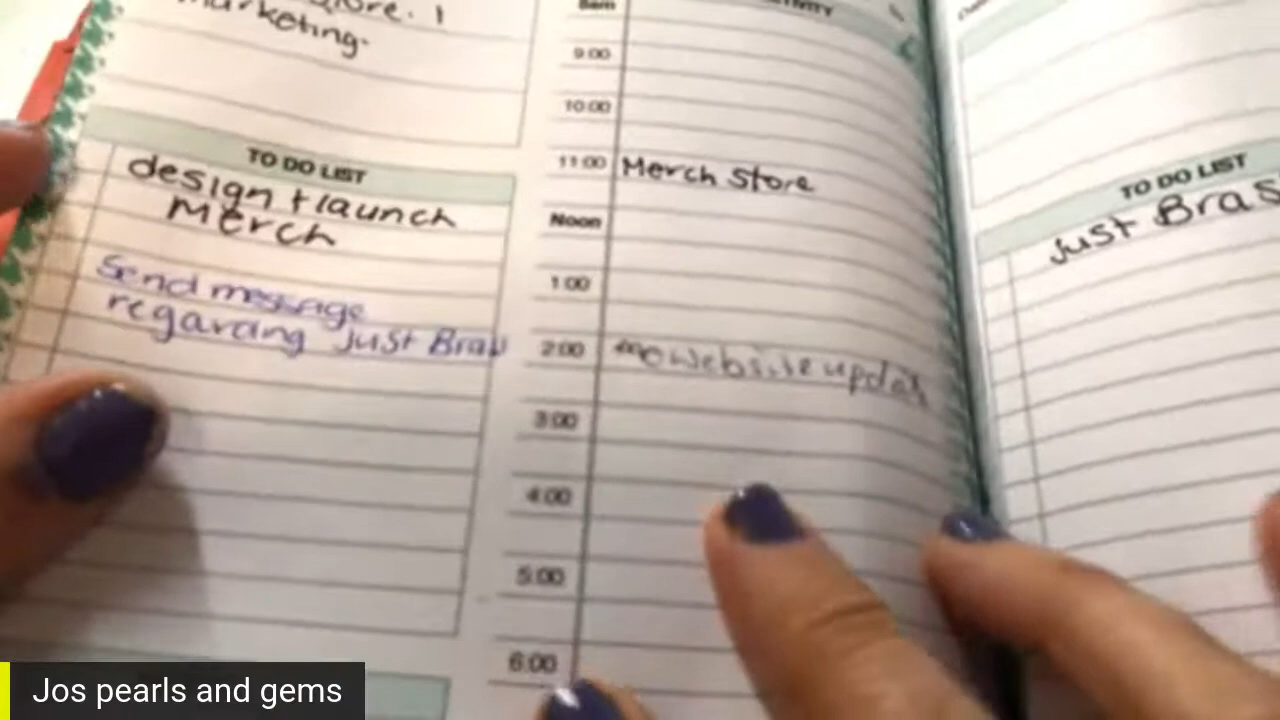 marketing.
TO DO LIST
design + launch
Merch
Send message
regarding Just Bras
8am
9:00
10:00
11:00 Merch Store
Noon
1:00
2:00 website update
3:00
4:00
5:00
6:00
TO DO LIST
Just Bras
Jos pearls and gems